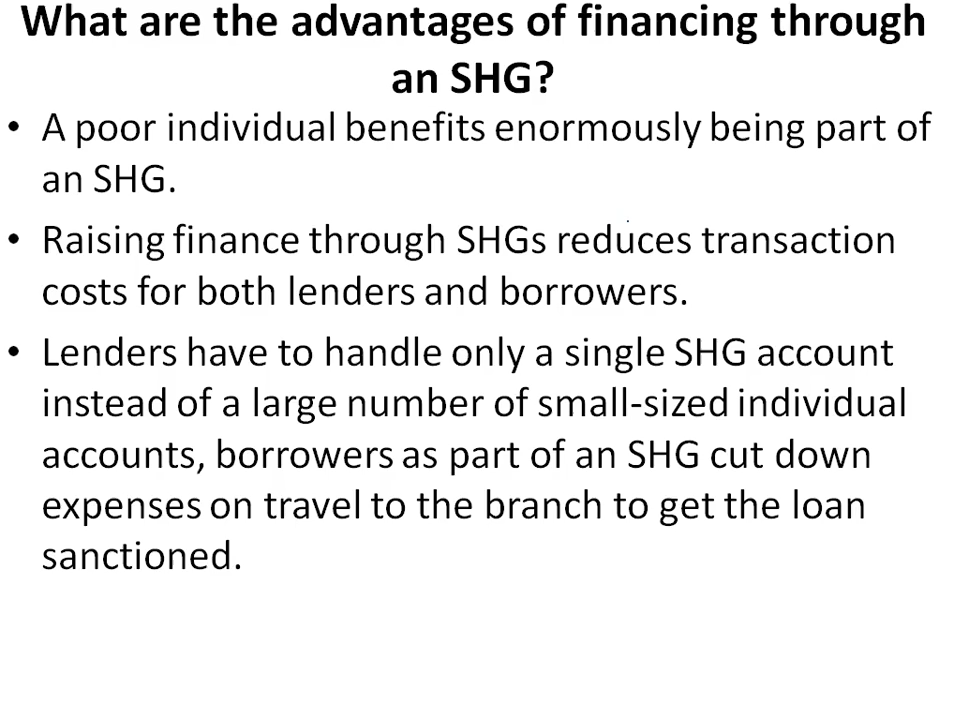 What are the advantages of financing through
an SHG?
• A poor individual benefits enormously being part of
an SHG.
• Raising finance through SHGs reduces transaction
costs for both lenders and borrowers.
• Lenders have to handle only a single SHG account
instead of a large number of small-sized individual
accounts, borrowers as part of an SHG cut down
expenses on travel to the branch to get the loan
sanctioned.